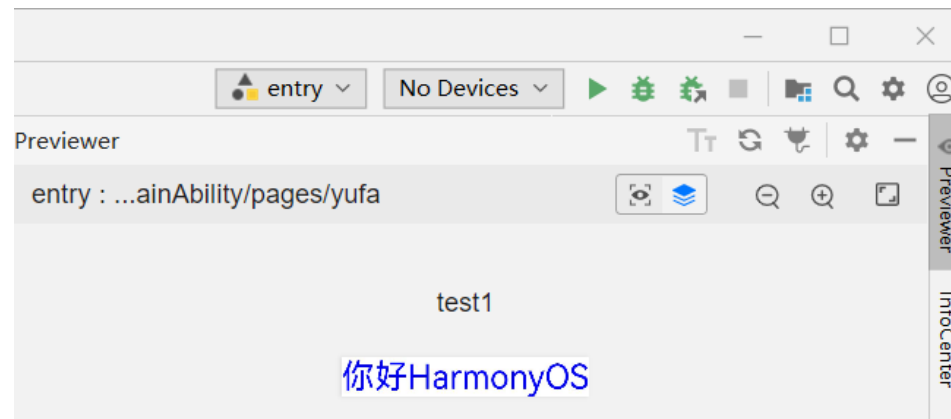 entry No Devices
Previewer
entry : ...ainAbility/pages/yufa
Previewer
test1
InfoCenter
你好HarmonyOS